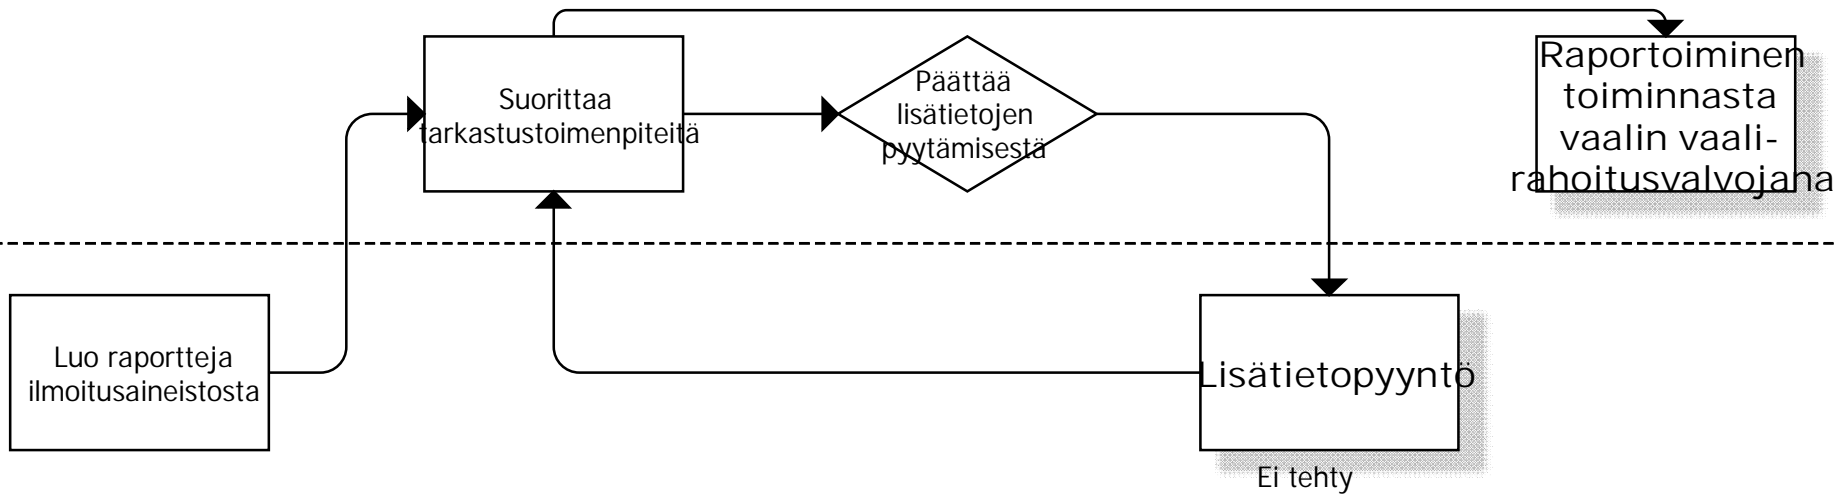 Suorittaa
tarkastustoimenpiteitä
Päättää
lisätietojen
pyytämisestä
Raportoiminen
toiminnasta
vaalin vaali-
rahoitusvalvojana
Luo raportteja
ilmoitusaineistosta
Lisätietopyyntö
Ei tehty